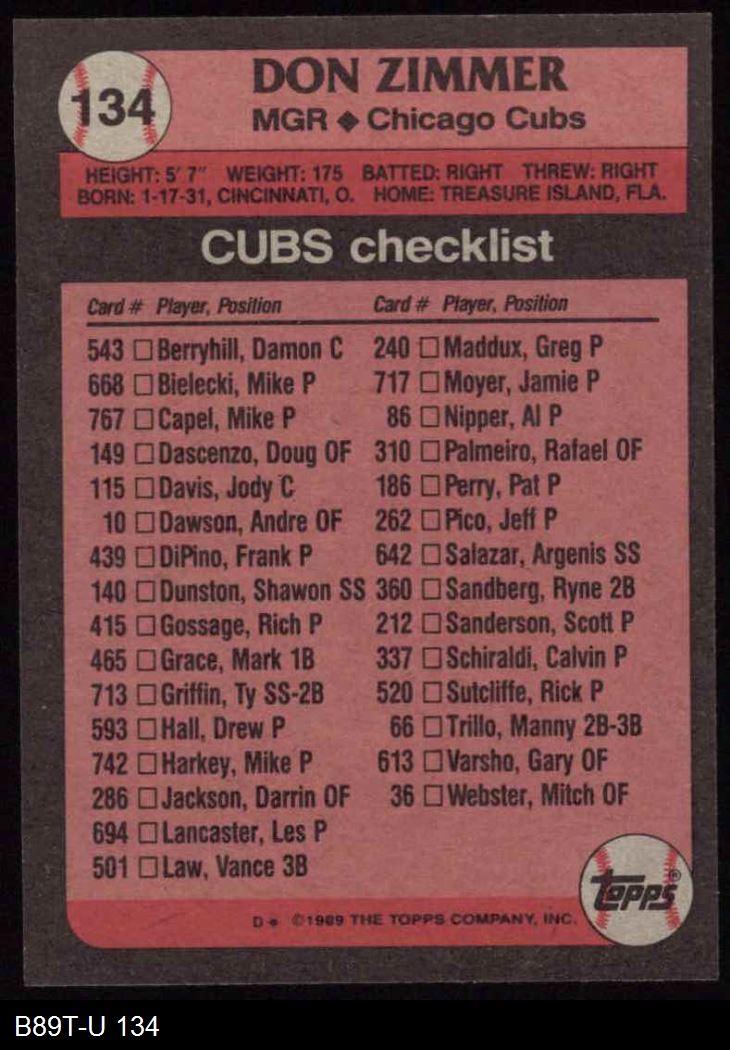 134
DON ZIMMER
MGR ◆ Chicago Cubs
HEIGHT: 5' 7" WEIGHT: 175 BATTED: RIGHT THREW: RIGHT
BORN: 1-17-31, CINCINNATI, O. HOME: TREASURE ISLAND, FLA.
CUBS checklist
Card # Player, Position
543 □ Berryhill, Damon C
668 □ Bielecki, Mike P
767 □ Capel, Mike P
149 □ Dascenzo, Doug OF
115 □ Davis, Jody C
10 □ Dawson, Andre OF
439 □ DiPino, Frank P
140 □ Dunston, Shawon SS
415 □ Gossage, Rich P
465 □ Grace, Mark 1B
713 □ Griffin, Ty SS-2B
593 □ Hall, Drew P
742 □ Harkey, Mike P
286 □ Jackson, Darrin OF
694 □ Lancaster, Les P
501 □ Law, Vance 3B
Card # Player, Position
240 □ Maddux, Greg P
717 □ Moyer, Jamie P
86 □ Nipper, Al P
310 □ Palmeiro, Rafael OF
186 □ Perry, Pat P
262 □ Pico, Jeff P
642 □ Salazar, Argenis SS
360 □ Sandberg, Ryne 2B
212 □ Sanderson, Scott P
337 □ Schiraldi, Calvin P
520 □ Sutcliffe, Rick P
66 □ Trillo, Manny 2B-3B
613 □ Varsho, Gary OF
36 □ Webster, Mitch OF
topps®
D* ©1989 THE TOPPS COMPANY, INC.
B89T-U 134